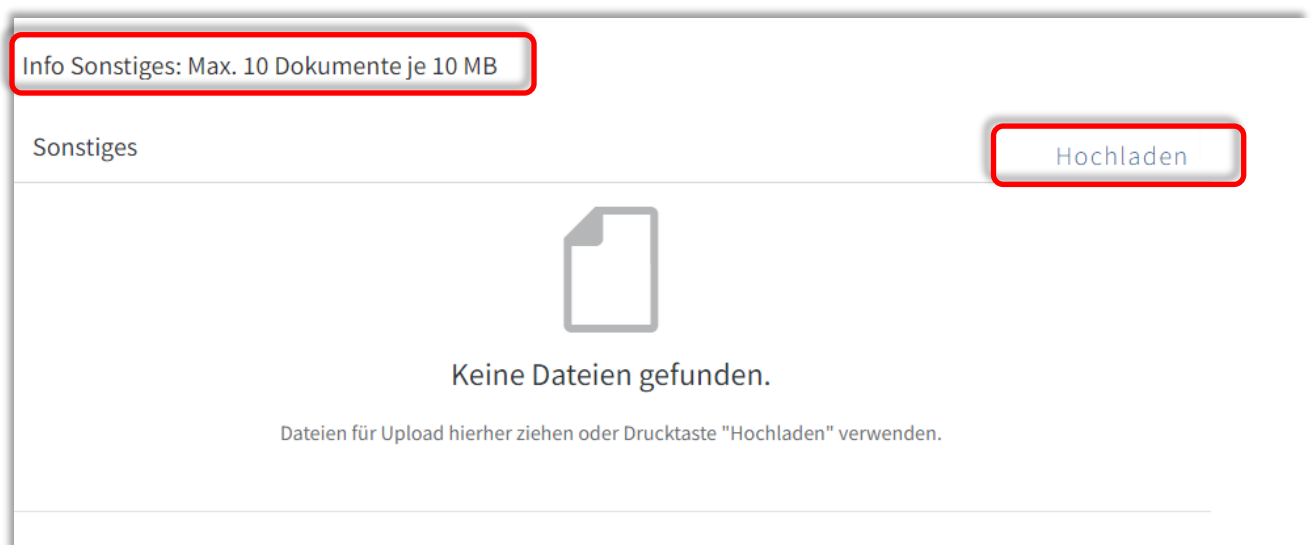 Info Sonstiges: Max. 10 Dokumente je 10 MB
Sonstiges
Hochladen
Keine Dateien gefunden.
Dateien für Upload hierher ziehen oder Drucktaste "Hochladen" verwenden.